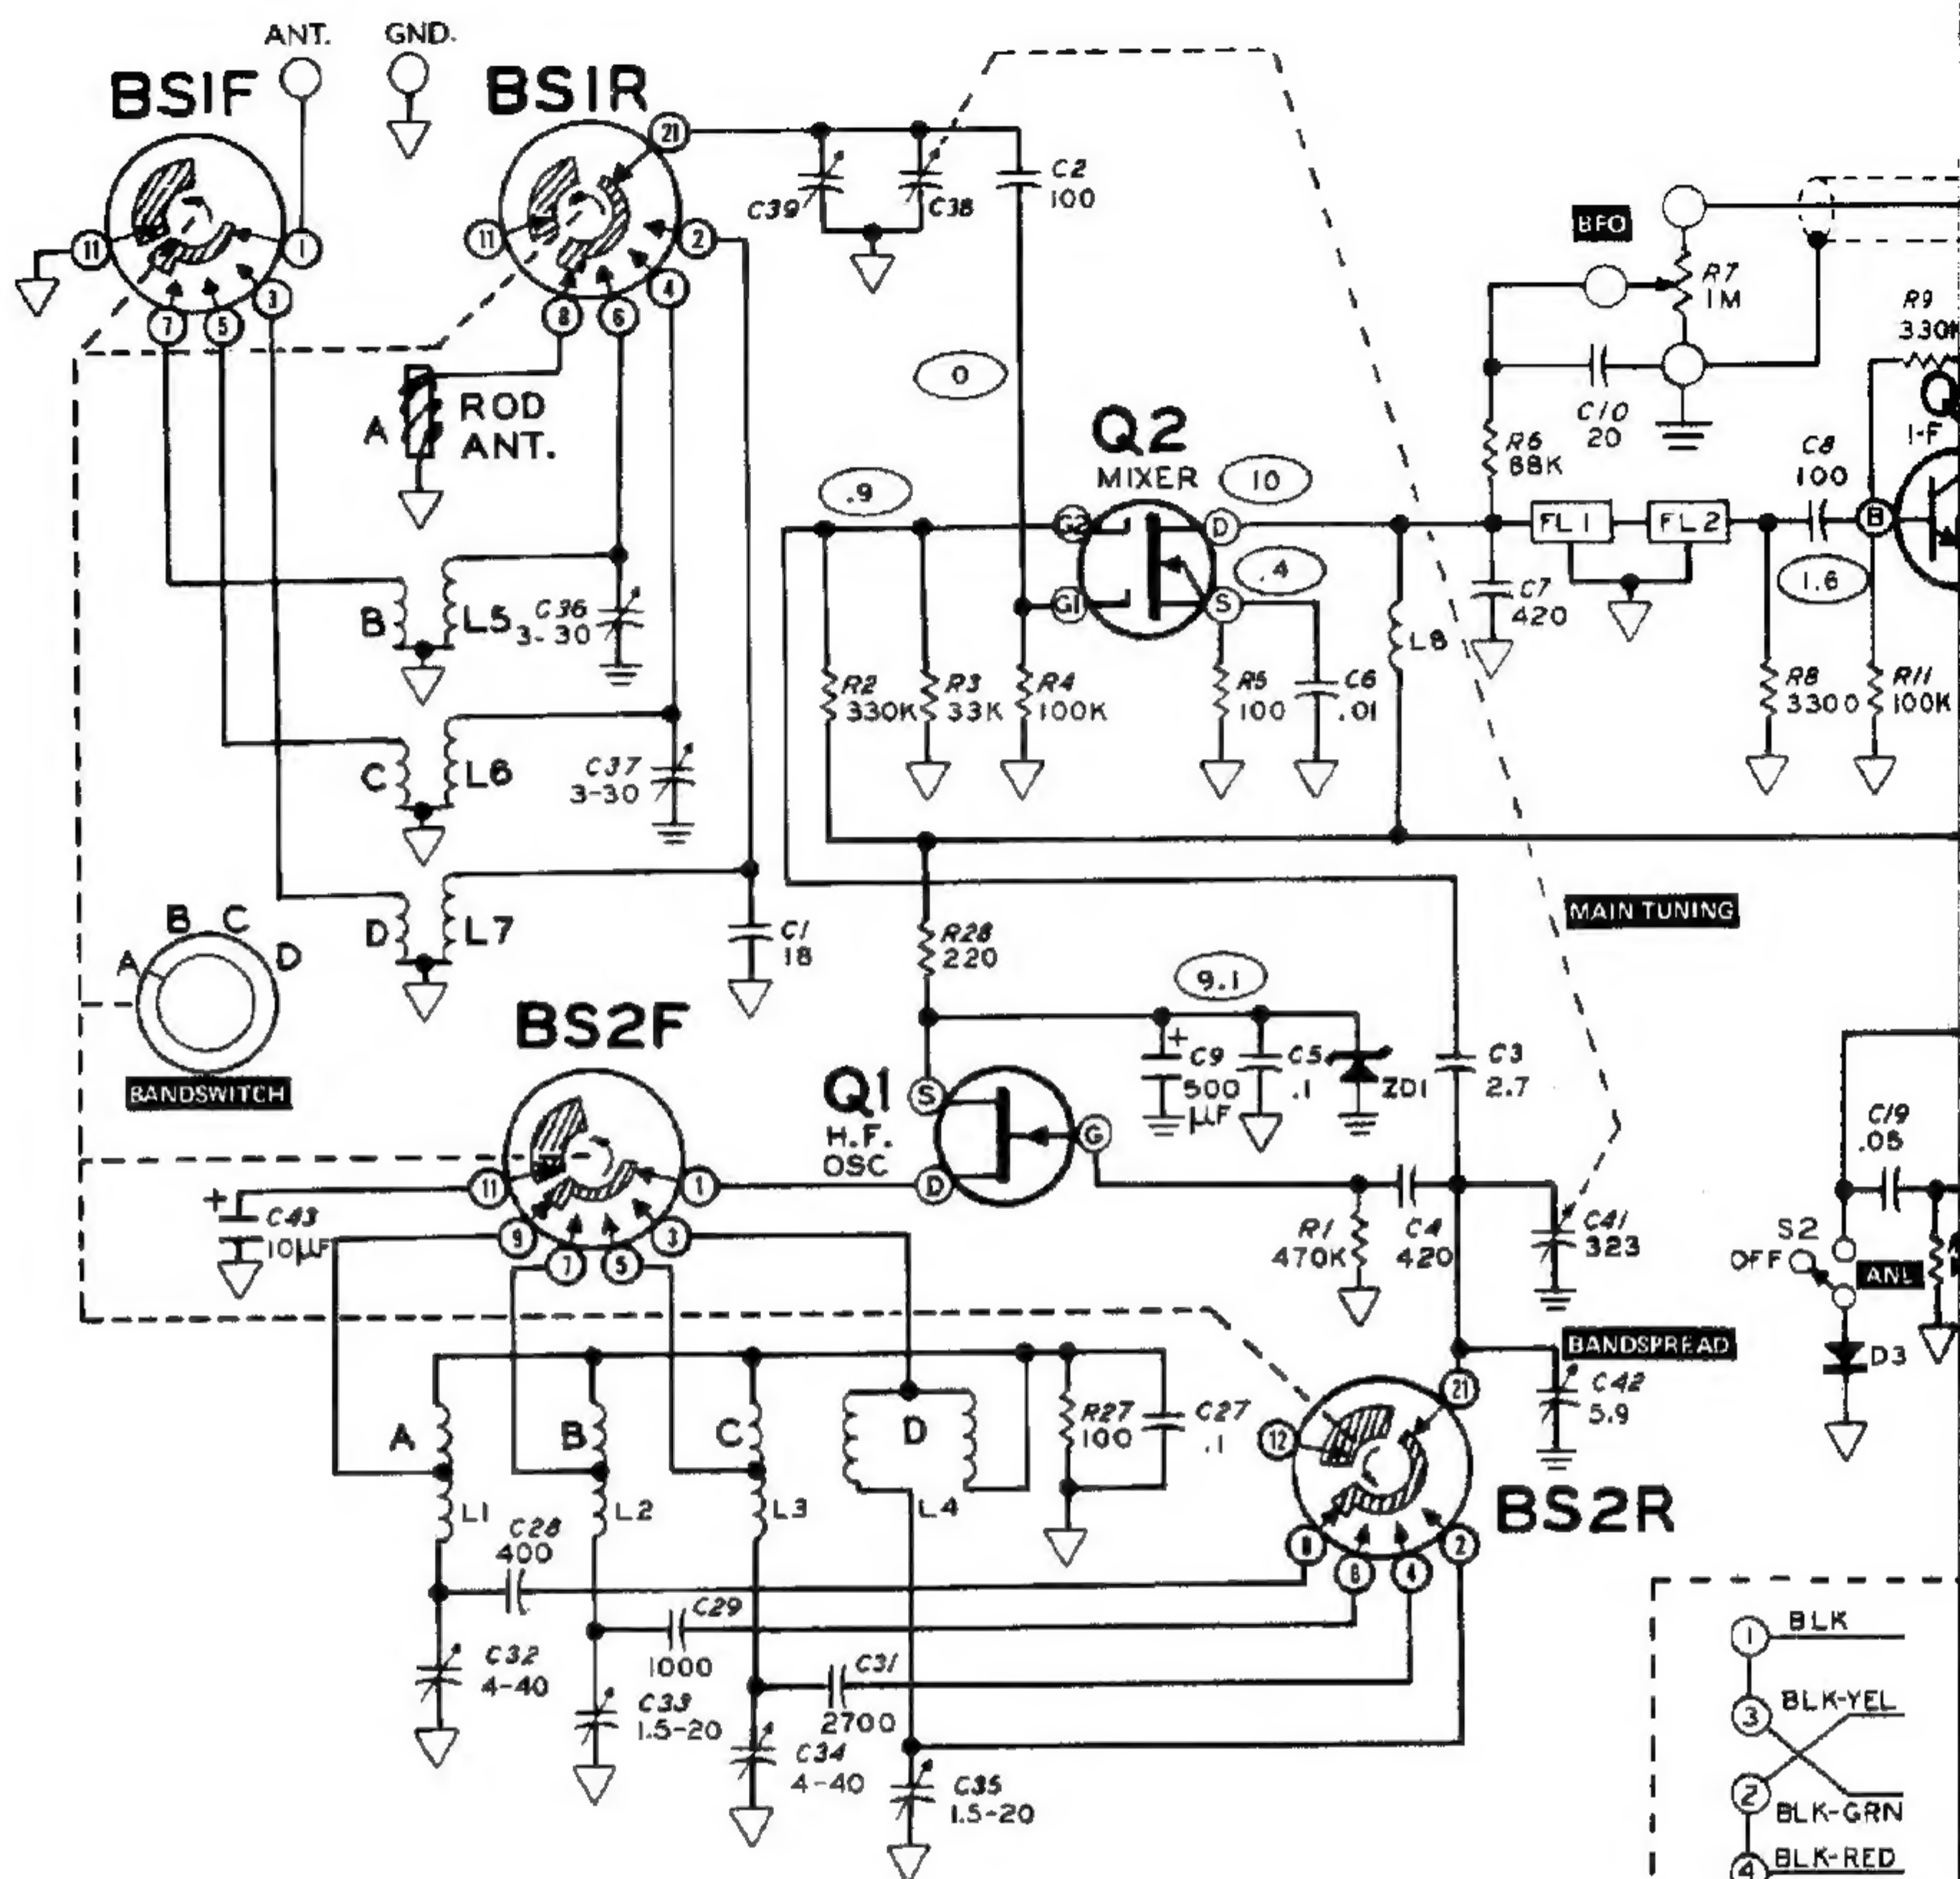 ANT.
GND.
BS1F
BS1R
21
11
1
3
5
7
11
2
4
6
8
C39
C38
C2
100
BFO
R7
1M
R9
330K
C10
20
R6
68K
Q
I-F
C8
100
A
ROD
ANT.
0
Q2
MIXER
.9
10
.4
G2
G1
D
S
FL 1
FL 2
B
1.6
B
L5
C36
3-30
C7
420
L8
R2
330K
R3
33K
R4
100K
R5
100
C6
.01
R8
3300
R11
100K
C
L6
C37
3-30
D
L7
C1
18
MAIN TUNING
A
B
C
D
BANDSWITCH
R28
220
9.1
BS2F
Q1
H.F.
OSC
S
G
D
C9
500
µF
+
C5
.1
ZD1
C3
2.7
C19
.05
11
1
9
7
5
3
+
C43
10µF
R1
470K
C4
420
C41
323
S2
OFF
ANL
D3
BANDSPREAD
C42
5.9
A
B
C
D
L1
L2
L3
L4
R27
100
C27
.1
21
12
8
6
4
2
BS2R
C28
400
C29
1000
C31
2700
C32
4-40
C33
1.5-20
C34
4-40
C35
1.5-20
1
BLK
3
BLK-YEL
2
BLK-GRN
4
BLK-RED